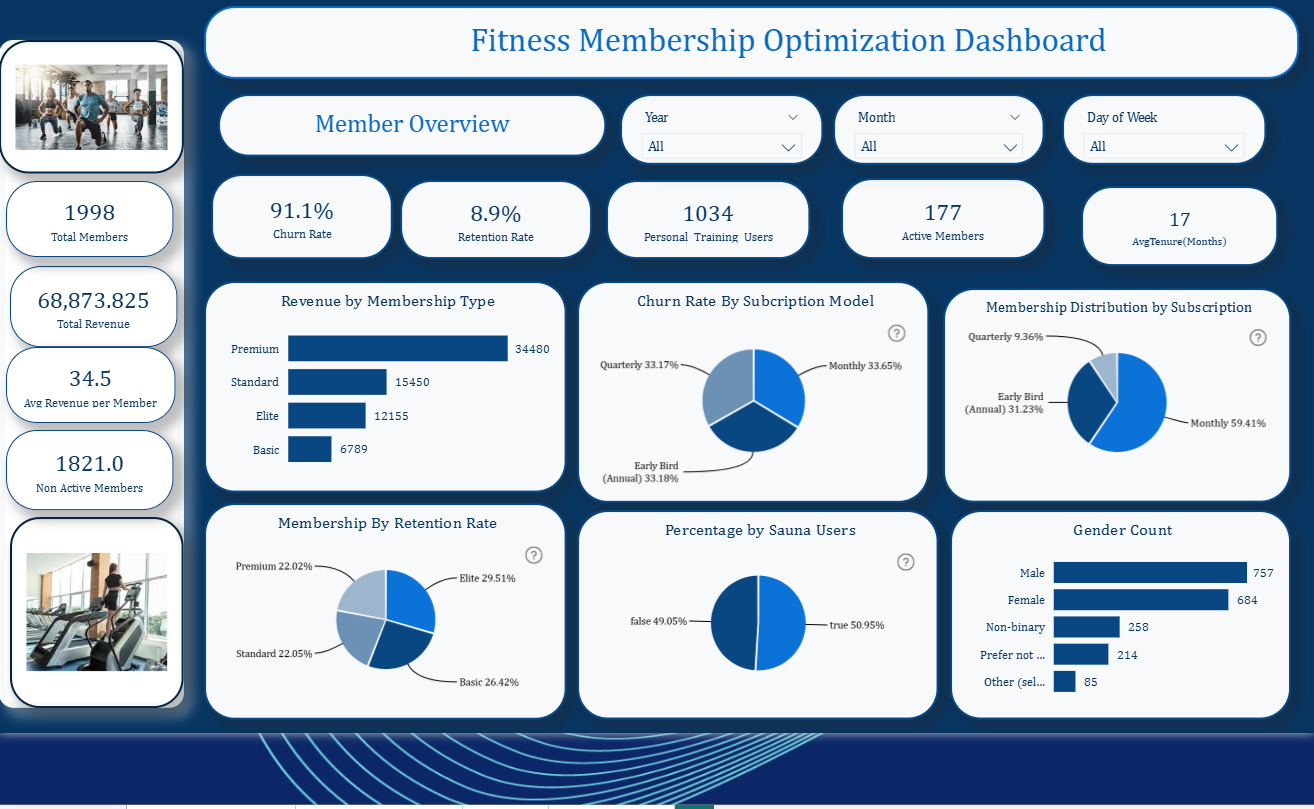 Fitness Membership Optimization Dashboard
Member Overview
Year
All
Month
All
Day of Week
All
1998
Total Members
68,873.825
Total Revenue
34.5
Avg Revenue per Member
1821.0
Non Active Members
91.1%
Churn Rate
8.9%
Retention Rate
1034
Personal Training Users
177
Active Members
17
AvgTenure(Months)
Revenue by Membership Type
Premium 34480
Standard 15450
Elite 12155
Basic 6789
Churn Rate By Subcription Model
?
Quarterly 33.17%
Monthly 33.65%
Early Bird
(Annual) 33.18%
Membership Distribution by Subscription
?
Quarterly 9.36%
Early Bird
(Annual) 31.23%
Monthly 59.41%
Membership By Retention Rate
?
Premium 22.02%
Elite 29.51%
Standard 22.05%
Basic 26.42%
Percentage by Sauna Users
?
false 49.05%
true 50.95%
Gender Count
Male 757
Female 684
Non-binary 258
Prefer not ... 214
Other (sel... 85